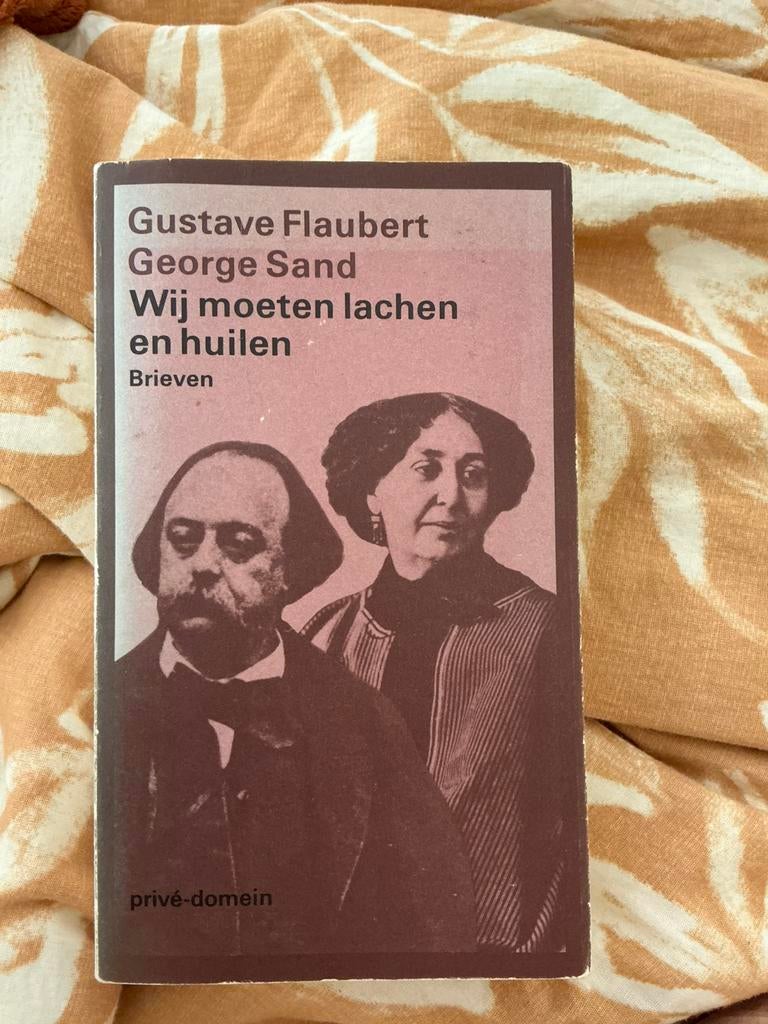 Gustave Flaubert
George Sand
Wij moeten lachen
en huilen
Brieven
privé-domein